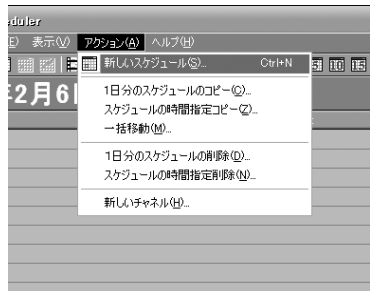 duler
表示(V) アクション(A) ヘルプ(H)
新しいスケジュール(S)... Ctrl+N
5 10 15
2月6
1日分のスケジュールのコピー(C)...
スケジュールの時間指定コピー(Z)...
一括移動(M)...
1日分のスケジュールの削除(D)...
スケジュールの時間指定削除(N)...
新しいチャネル(H)...